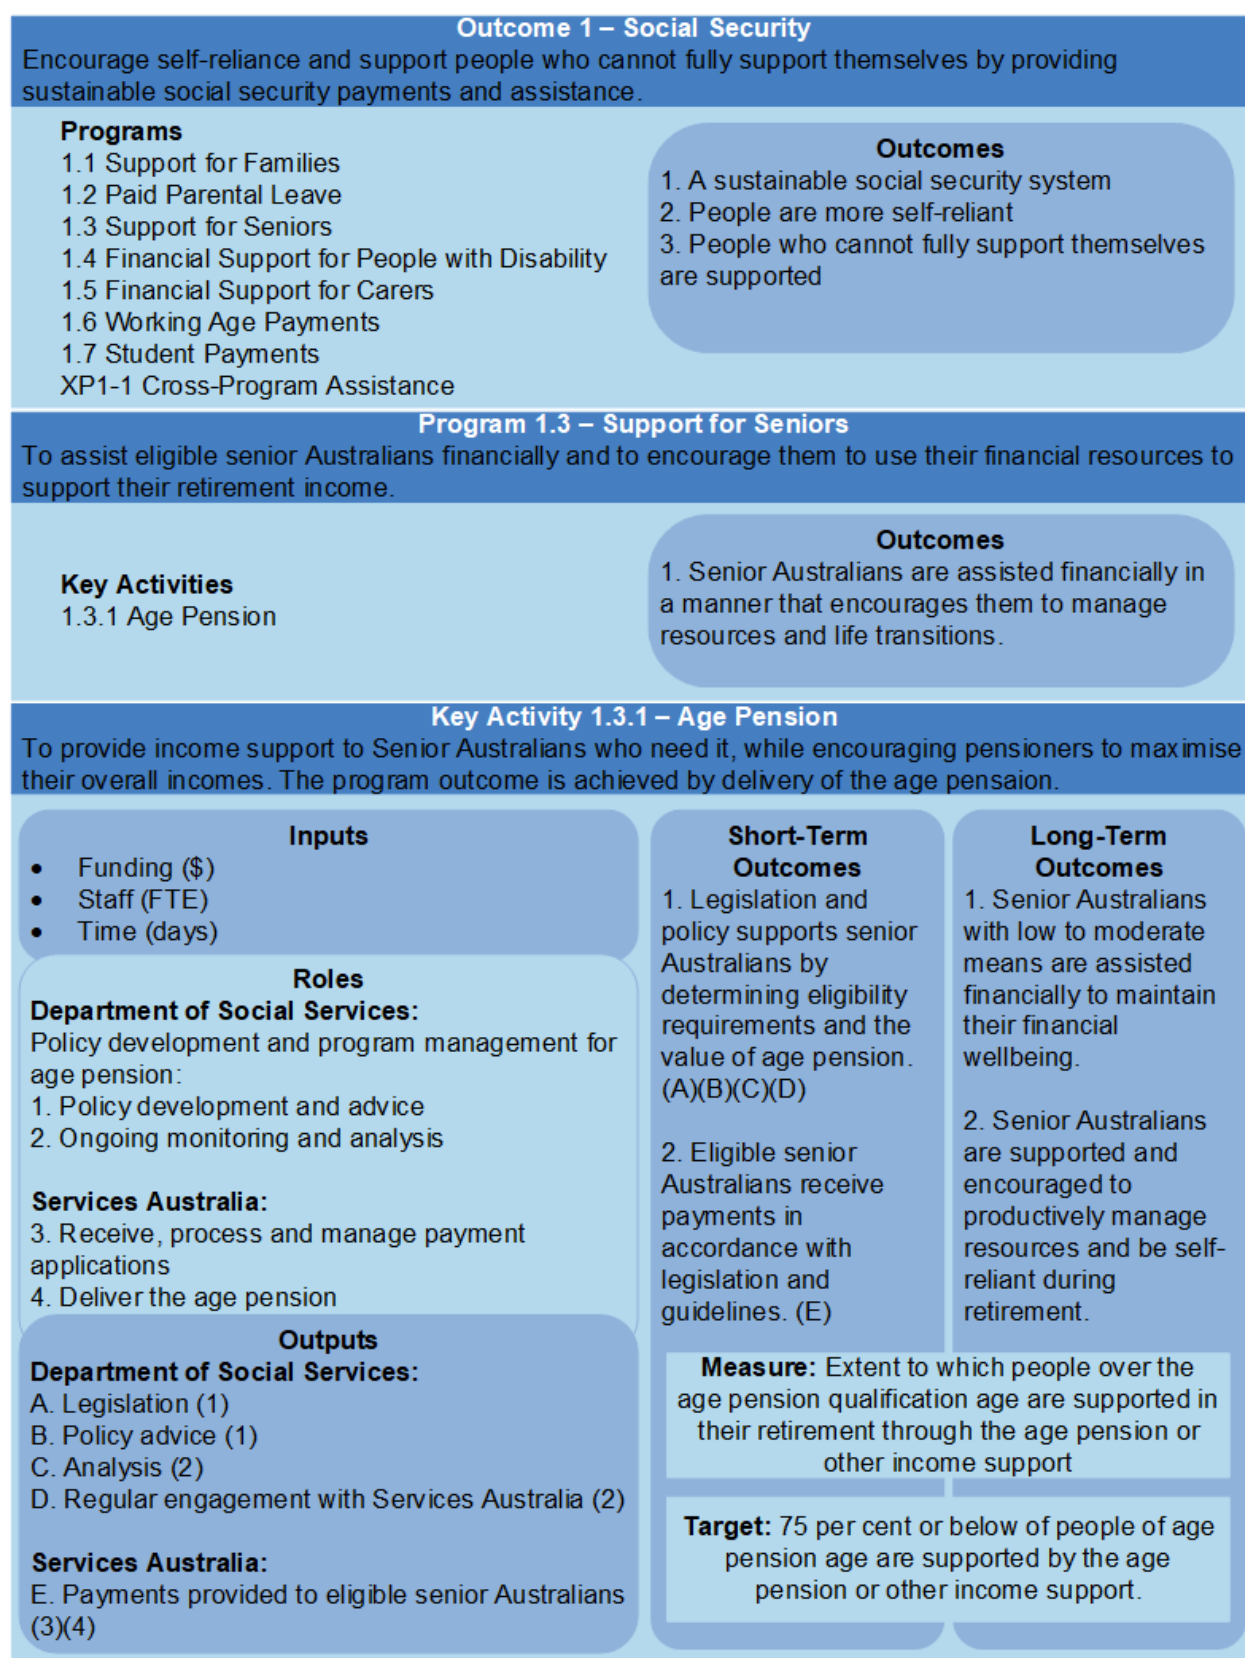 Outcome 1 – Social Security
Encourage self-reliance and support people who cannot fully support themselves by providing
sustainable social security payments and assistance.
Programs
1.1 Support for Families
1.2 Paid Parental Leave
1.3 Support for Seniors
1.4 Financial Support for People with Disability
1.5 Financial Support for Carers
1.6 Working Age Payments
1.7 Student Payments
XP1-1 Cross-Program Assistance
Outcomes
1. A sustainable social security system
2. People are more self-reliant
3. People who cannot fully support themselves
are supported
Program 1.3 – Support for Seniors
To assist eligible senior Australians financially and to encourage them to use their financial resources to
support their retirement income.
Key Activities
1.3.1 Age Pension
Outcomes
1. Senior Australians are assisted financially in
a manner that encourages them to manage
resources and life transitions.
Key Activity 1.3.1 – Age Pension
To provide income support to Senior Australians who need it, while encouraging pensioners to maximise
their overall incomes. The program outcome is achieved by delivery of the age pensaion.
Inputs
• Funding ($)
• Staff (FTE)
• Time (days)
Roles
Department of Social Services:
Policy development and program management for
age pension:
1. Policy development and advice
2. Ongoing monitoring and analysis
Services Australia:
3. Receive, process and manage payment
applications
4. Deliver the age pension
Outputs
Department of Social Services:
A. Legislation (1)
B. Policy advice (1)
C. Analysis (2)
D. Regular engagement with Services Australia (2)
Services Australia:
E. Payments provided to eligible senior Australians
(3)(4)
Short-Term
Outcomes
1. Legislation and
policy supports senior
Australians by
determining eligibility
requirements and the
value of age pension.
(A)(B)(C)(D)
2. Eligible senior
Australians receive
payments in
accordance with
legislation and
guidelines. (E)
Long-Term
Outcomes
1. Senior Australians
with low to moderate
means are assisted
financially to maintain
their financial
wellbeing.
2. Senior Australians
are supported and
encouraged to
productively manage
resources and be self-
reliant during
retirement.
Measure: Extent to which people over the
age pension qualification age are supported in
their retirement through the age pension or
other income support
Target: 75 per cent or below of people of age
pension age are supported by the age
pension or other income support.